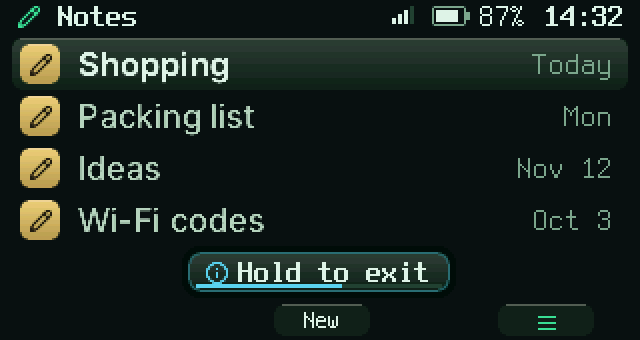 Notes 87% 14:32
Shopping Today
Packing list Mon
Ideas Nov 12
Wi-Fi codes Oct 3
Hold to exit
New